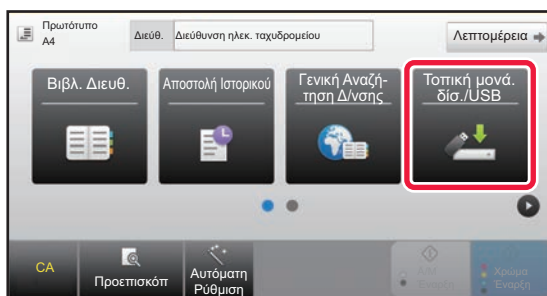 Πρωτότυπο
A4
Διεύθ.
Διεύθυνση ηλεκ. ταχυδρομείου
Λεπτομέρεια
Βιβλ. Διευθ.
Αποστολή Ιστορικού
Γενική Αναζή-
τηση Δ/νσης
Τοπική μονά.
δίσ./USB
CA
Προεπισκόπ
Αυτόματη
Ρύθμιση
Α/Μ
Έναρξη
Χρώμα
Έναρξη